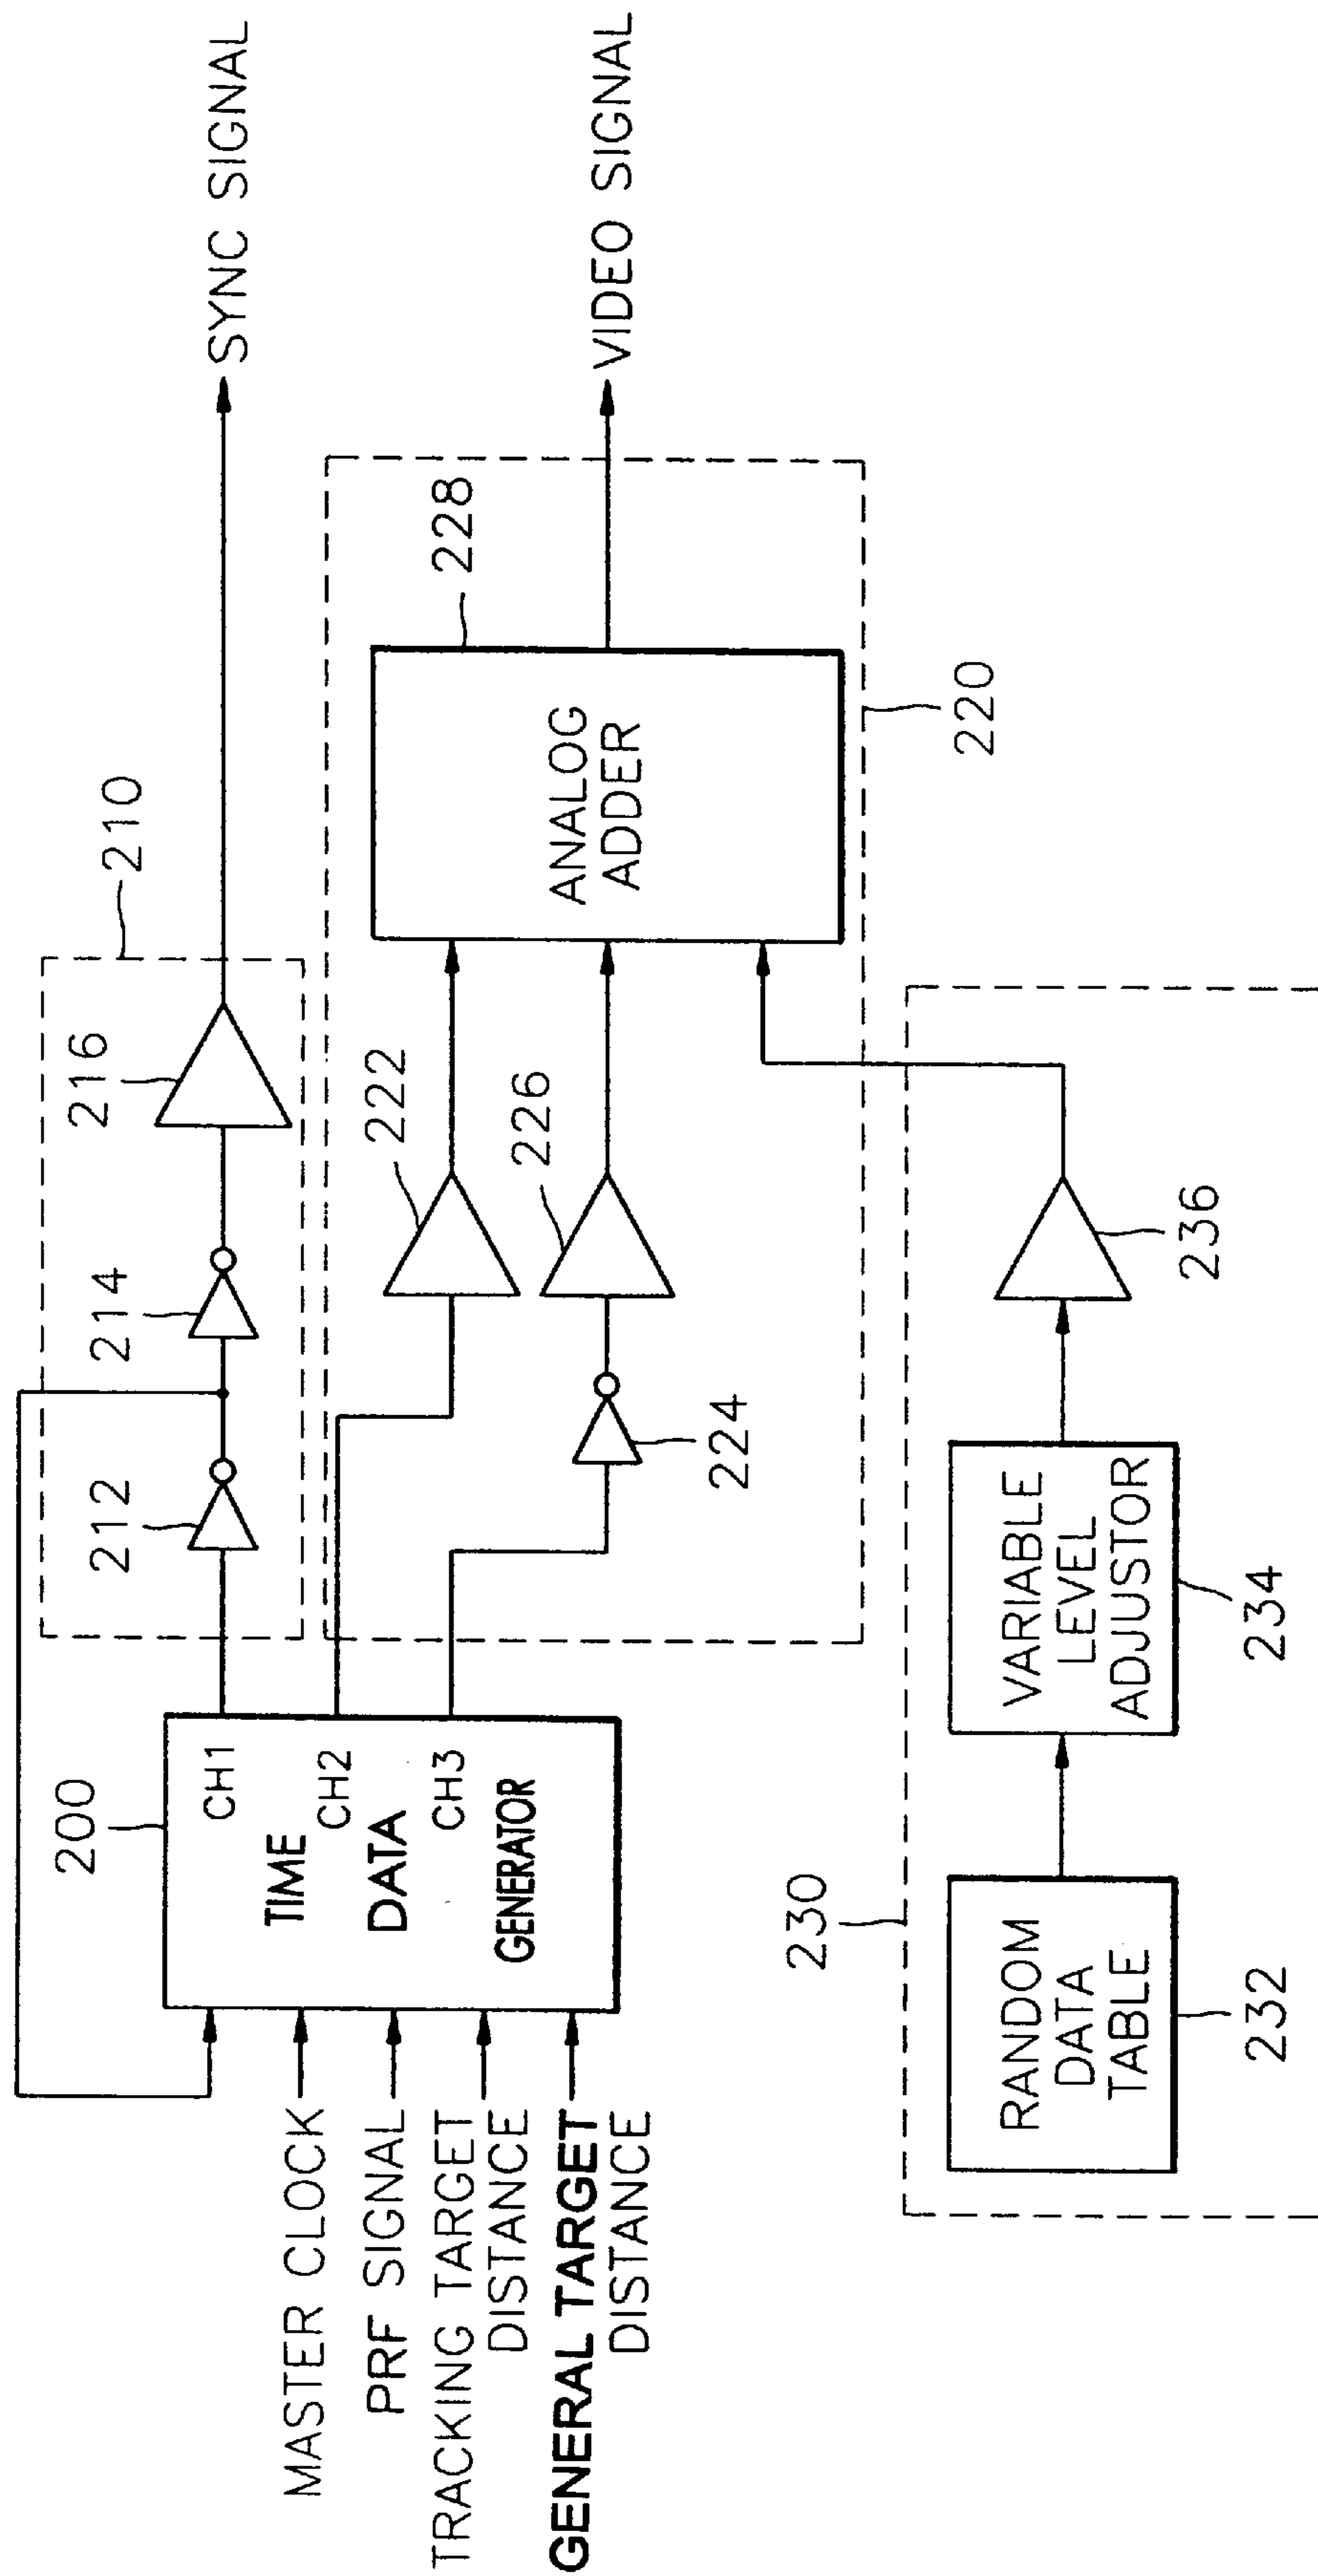 210
216
SYNC SIGNAL
214
212
200
CH1
TIME
CH2
DATA
CH3
GENERATOR
MASTER CLOCK
PRF SIGNAL
TRACKING TARGET
DISTANCE
GENERAL TARGET
DISTANCE
222
226
224
228
ANALOG
ADDER
VIDEO SIGNAL
220
230
RANDOM
DATA
TABLE
232
VARIABLE
LEVEL
ADJUSTOR
234
236